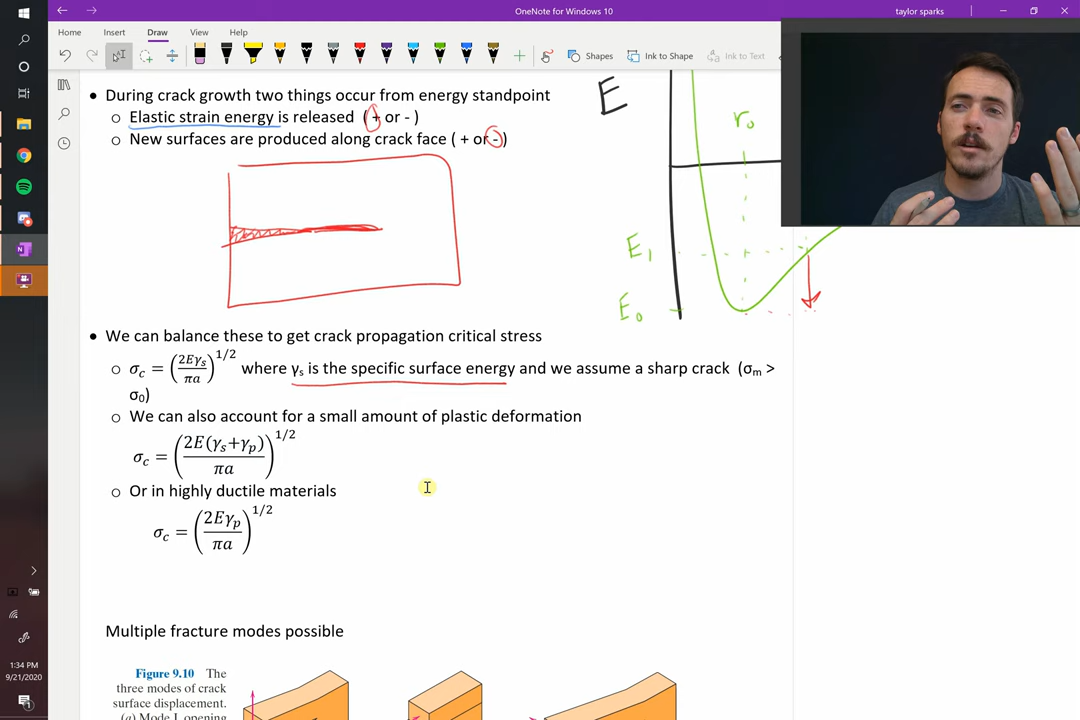 OneNote for Windows 10
taylor sparks
Home
Insert
Draw
View
Help
Shapes
Ink to Shape
Ink to Text
During crack growth two things occur from energy standpoint
Elastic strain energy is released ( + or - )
New surfaces are produced along crack face ( + or - )
E
r₀
E₁
E₀
We can balance these to get crack propagation critical stress
σc = (2Eγs/πa)^1/2 where γs is the specific surface energy and we assume a sharp crack (σm >
σ0)
We can also account for a small amount of plastic deformation
σc = (2E(γs+γp)/πa)^1/2
Or in highly ductile materials
σc = (2Eγp/πa)^1/2
Multiple fracture modes possible
Figure 9.10 The
three modes of crack
surface displacement.
(a) Mode I, opening
1:34 PM
9/21/2020